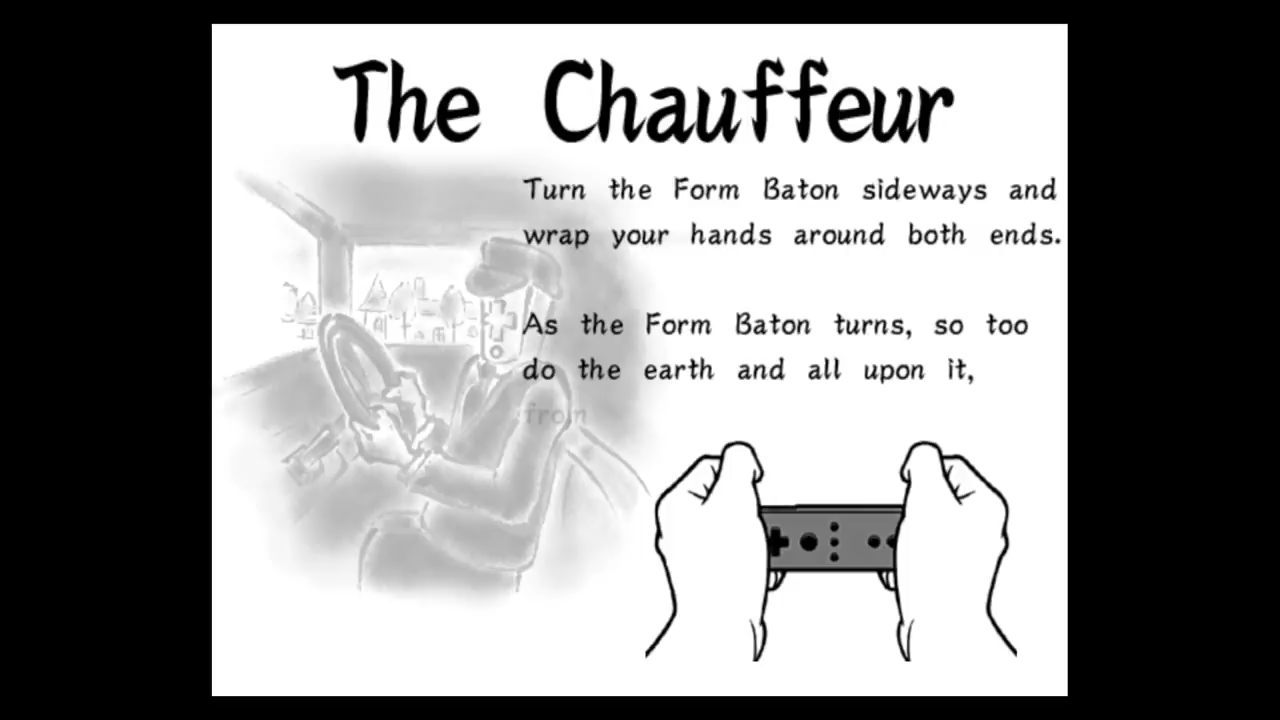 The Chauffeur
Turn the Form Baton sideways and
wrap your hands around both ends.
As the Form Baton turns, so too
do the earth and all upon it,
from